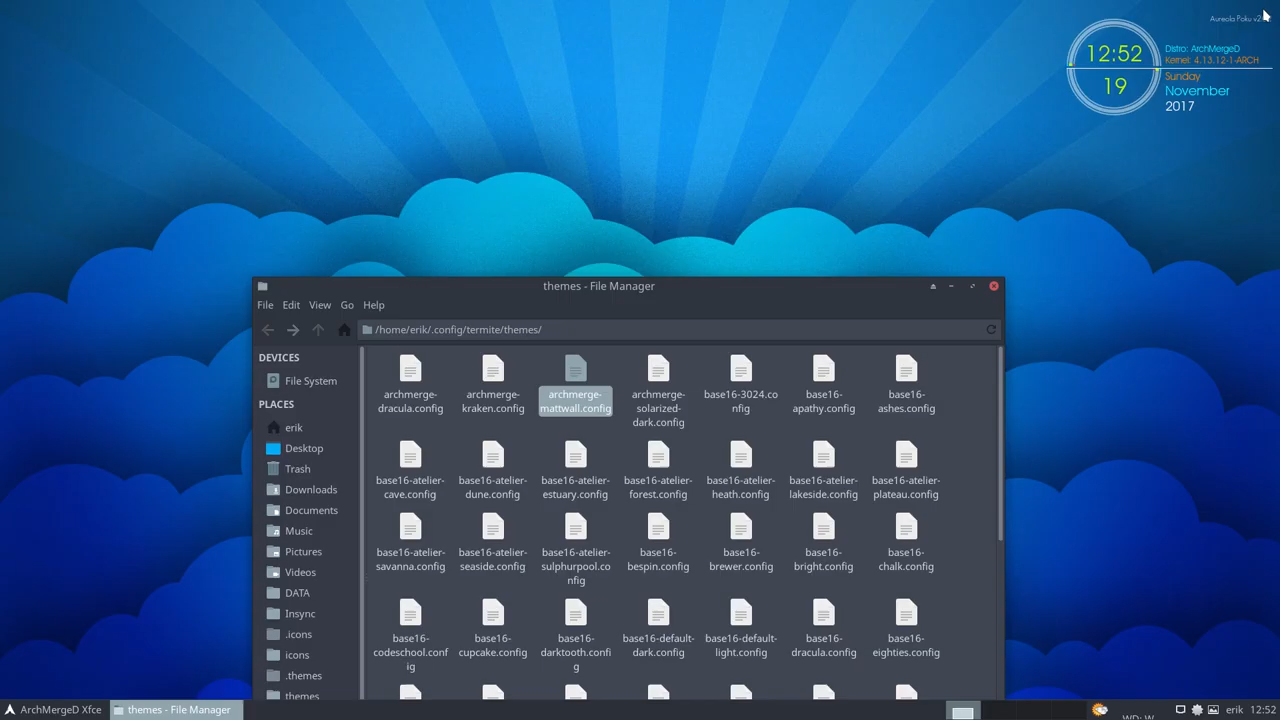 Aureola Poku
12:52
19
Distro: ArchMergeD
Kernel: 4.13.12-1-ARCH
Sunday
November
2017
themes - File Manager
File Edit View Go Help
/home/erik/.config/termite/themes/
DEVICES
File System
PLACES
erik
Desktop
Trash
Downloads
Documents
Music
Pictures
Videos
DATA
Insync
.icons
icons
.themes
themes
archmerge-
dracula.config
archmerge-
kraken.config
archmerge-
mattwall.config
archmerge-
solarized-
dark.config
base16-3024.co
nfig
base16-
apathy.config
base16-
ashes.config
base16-atelier-
cave.config
base16-atelier-
dune.config
base16-atelier-
estuary.config
base16-atelier-
forest.config
base16-atelier-
heath.config
base16-atelier-
lakeside.config
base16-atelier-
plateau.config
base16-atelier-
savanna.config
base16-atelier-
seaside.config
base16-atelier-
sulphurpool.co
nfig
base16-
bespin.config
base16-
brewer.config
base16-
bright.config
base16-
chalk.config
base16-
codeschool.conf
ig
base16-
cupcake.config
base16-
darktooth.confi
g
base16-default-
dark.config
base16-default-
light.config
base16-
dracula.config
base16-
eighties.config
ArchMergeD Xfce
themes - File Manager
WD: W
erik 12:52